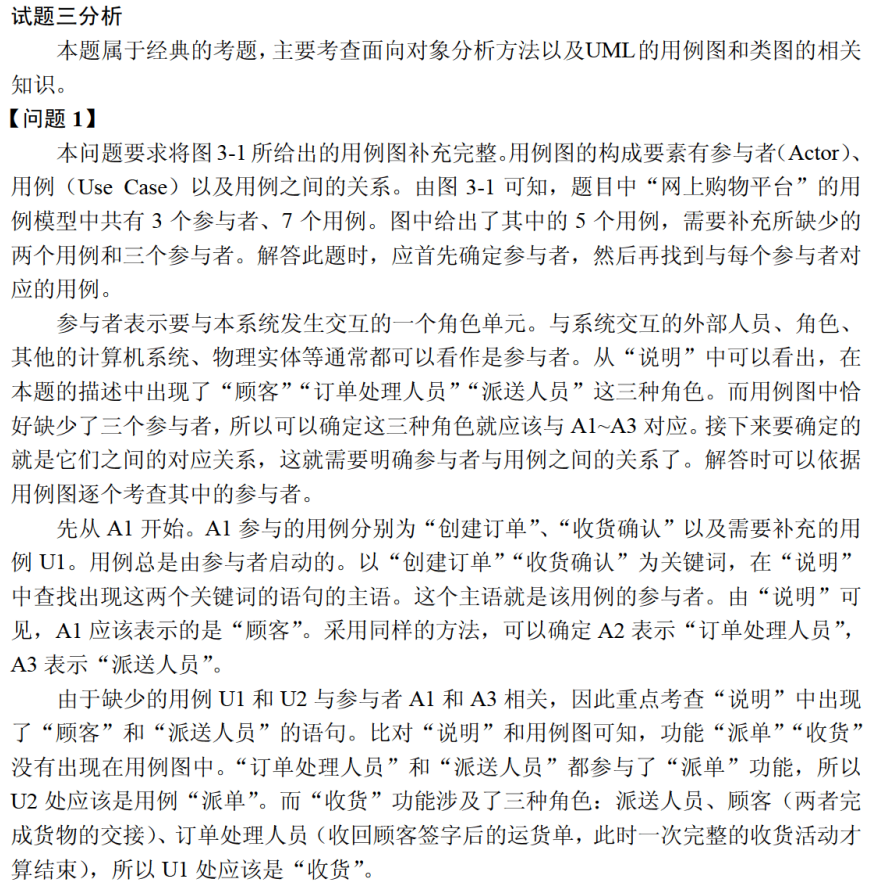 试题三分析
本题属于经典的考题，主要考查面向对象分析方法以及UML的用例图和类图的相关
知识。
【问题 1】
本问题要求将图 3-1 所给出的用例图补充完整。用例图的构成要素有参与者（Actor）、
用例（Use Case）以及用例之间的关系。由图 3-1 可知，题目中“网上购物平台”的用
例模型中共有 3 个参与者、7 个用例。图中给出了其中的 5 个用例，需要补充所缺少的
两个用例和三个参与者。解答此题时，应首先确定参与者，然后再找到与每个参与者对
应的用例。
参与者表示要与本系统发生交互的一个角色单元。与系统交互的外部人员、角色、
其他的计算机系统、物理实体等通常都可以看作是参与者。从“说明”中可以看出，在
本题的描述中出现了“顾客”“订单处理人员”“派送人员”这三种角色。而用例图中恰
好缺少了三个参与者，所以可以确定这三种角色就应该与 A1~A3 对应。接下来要确定的
就是它们之间的对应关系，这就需要明确参与者与用例之间的关系了。解答时可以依据
用例图逐个考查其中的参与者。
先从 A1 开始。A1 参与的用例分别为“创建订单”、“收货确认”以及需要补充的用
例 U1。用例总是由参与者启动的。以“创建订单”“收货确认”为关键词，在“说明”
中查找出现这两个关键词的语句的主语。这个主语就是该用例的参与者。由“说明”可
见，A1 应该表示的是“顾客”。采用同样的方法，可以确定 A2 表示“订单处理人员”，
A3 表示“派送人员”。
由于缺少的用例 U1 和 U2 与参与者 A1 和 A3 相关，因此重点考查“说明”中出现
了“顾客”和“派送人员”的语句。比对“说明”和用例图可知，功能“派单”“收货”
没有出现在用例图中。“订单处理人员”和“派送人员”都参与了“派单”功能，所以
U2 处应该是用例“派单”。而“收货”功能涉及了三种角色：派送人员、顾客（两者完
成货物的交接）、订单处理人员（收回顾客签字后的运货单，此时一次完整的收货活动才
算结束），所以 U1 处应该是“收货”。